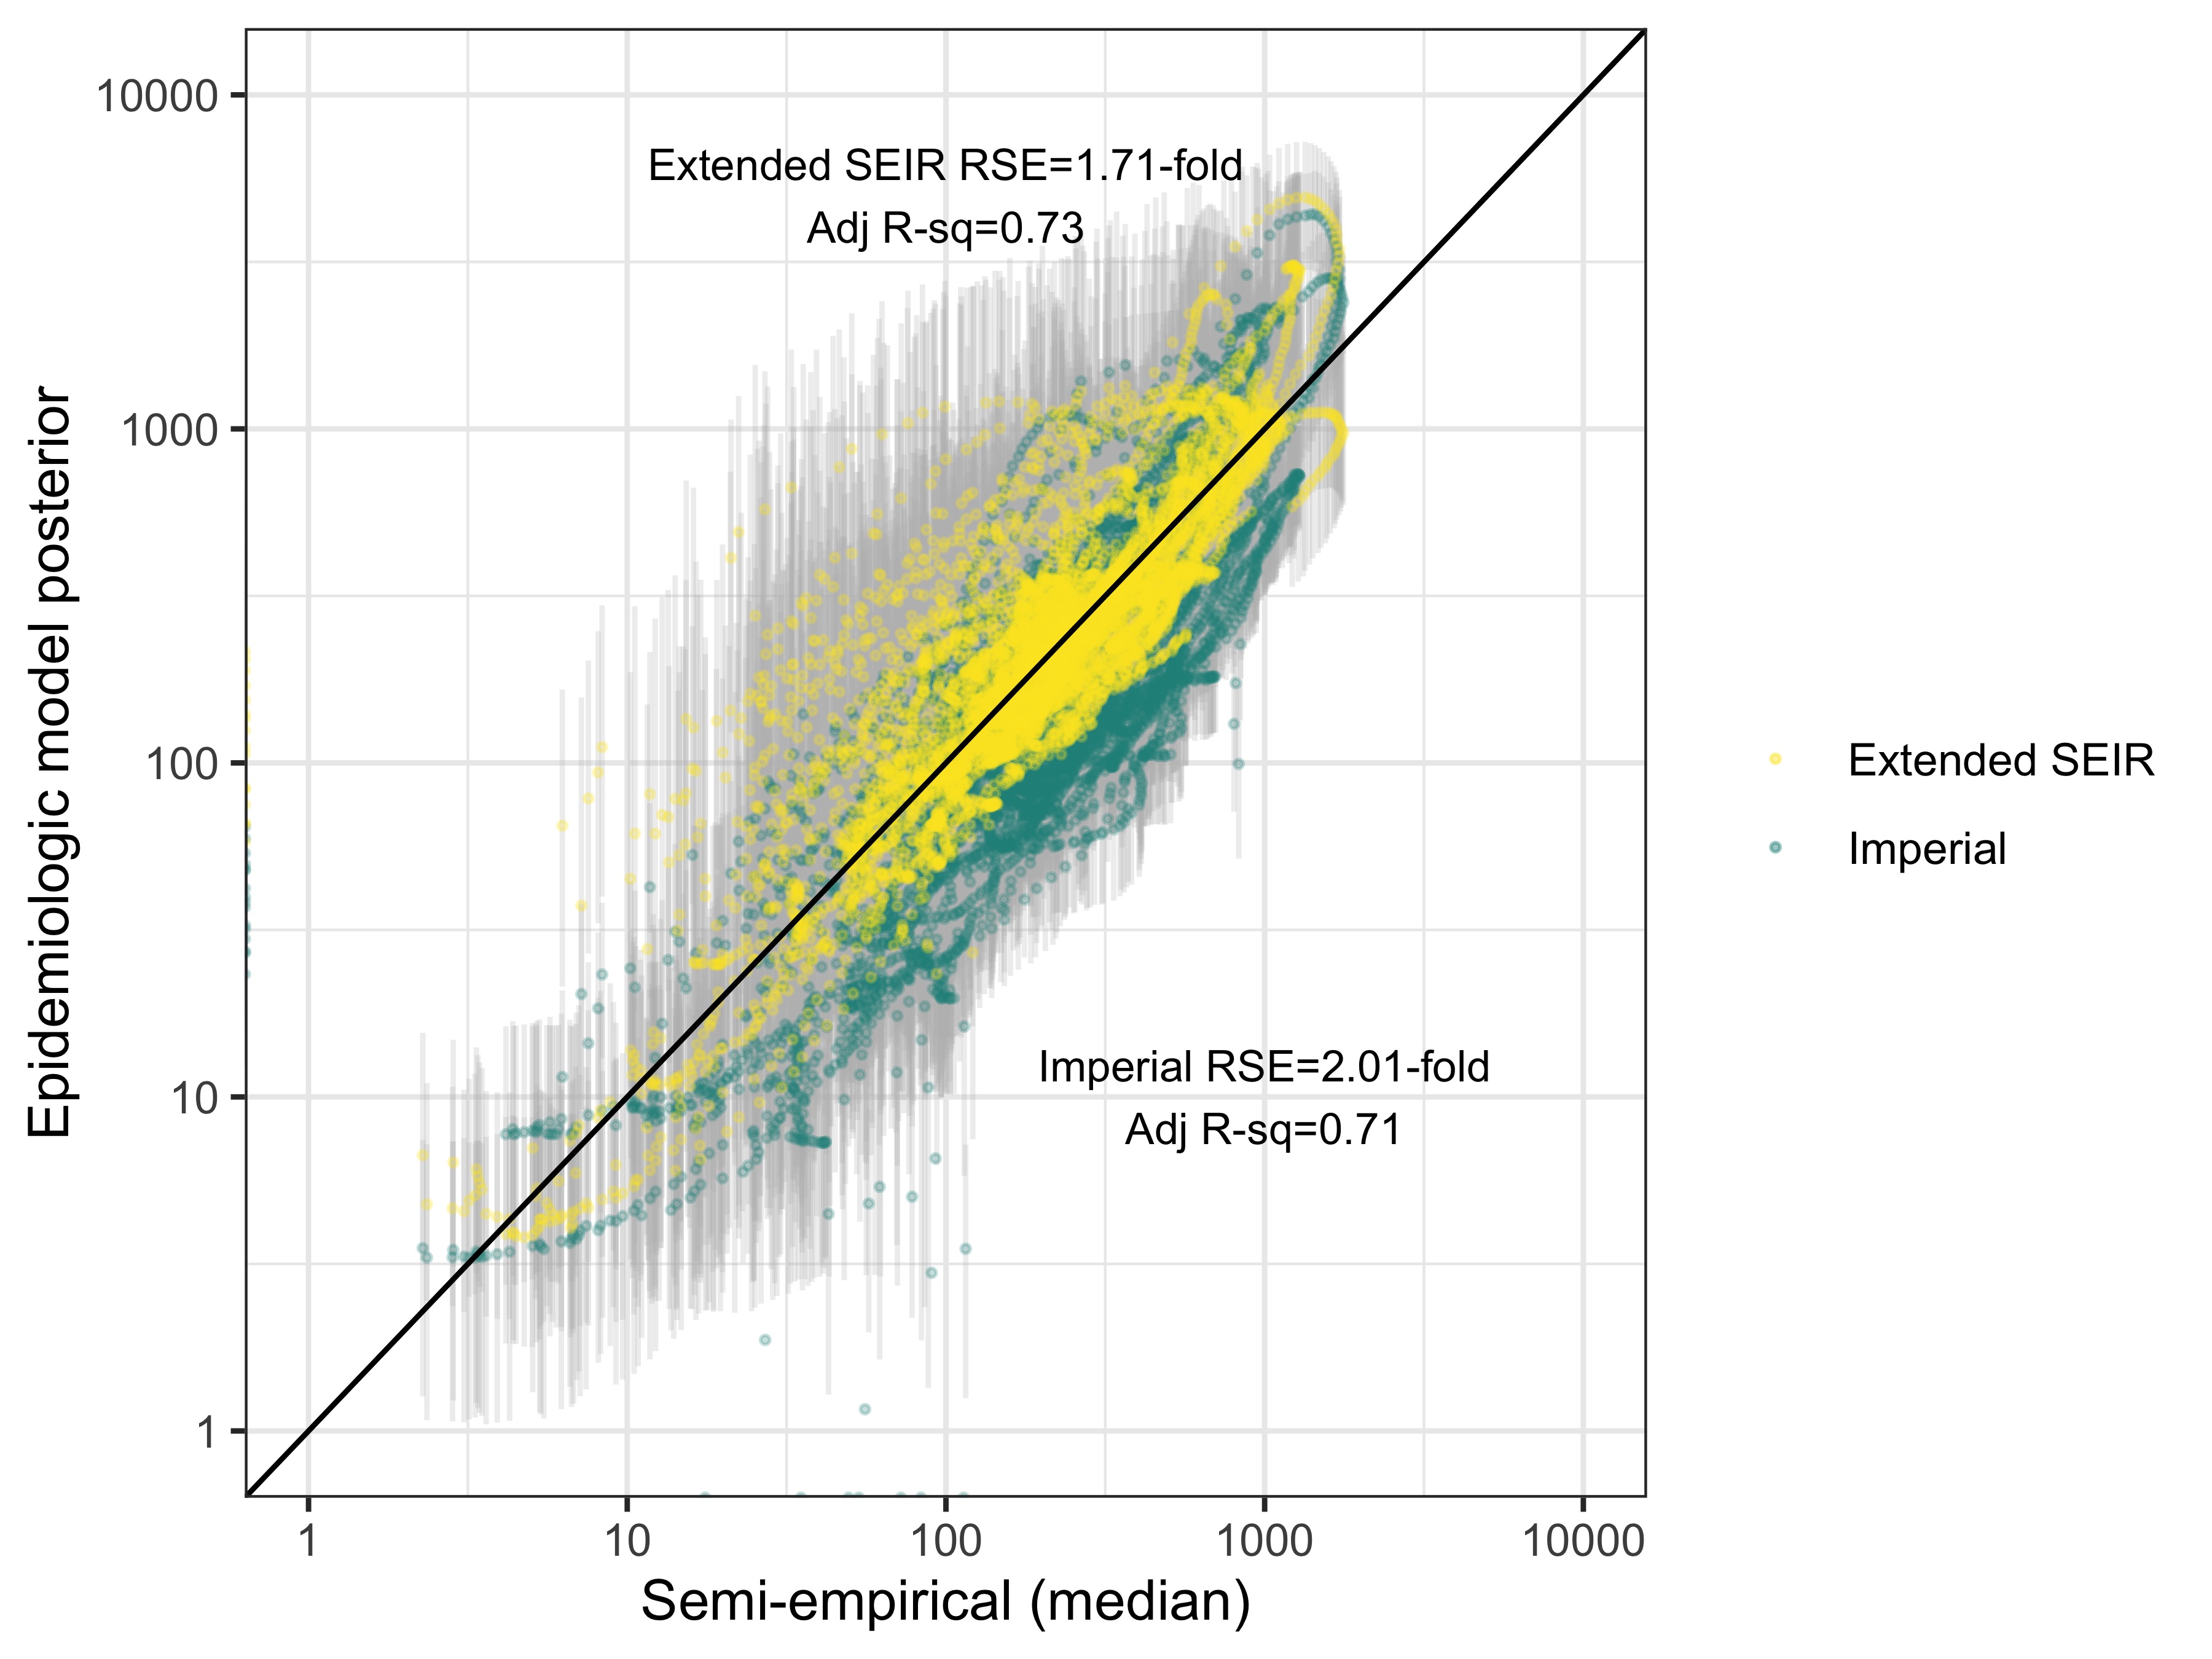 10000
1000
100
10
1
Epidemiologic model posterior
Extended SEIR RSE=1.71-fold
Adj R-sq=0.73
Imperial RSE=2.01-fold
Adj R-sq=0.71
1
10
100
1000
10000
Semi-empirical (median)
Extended SEIR
Imperial